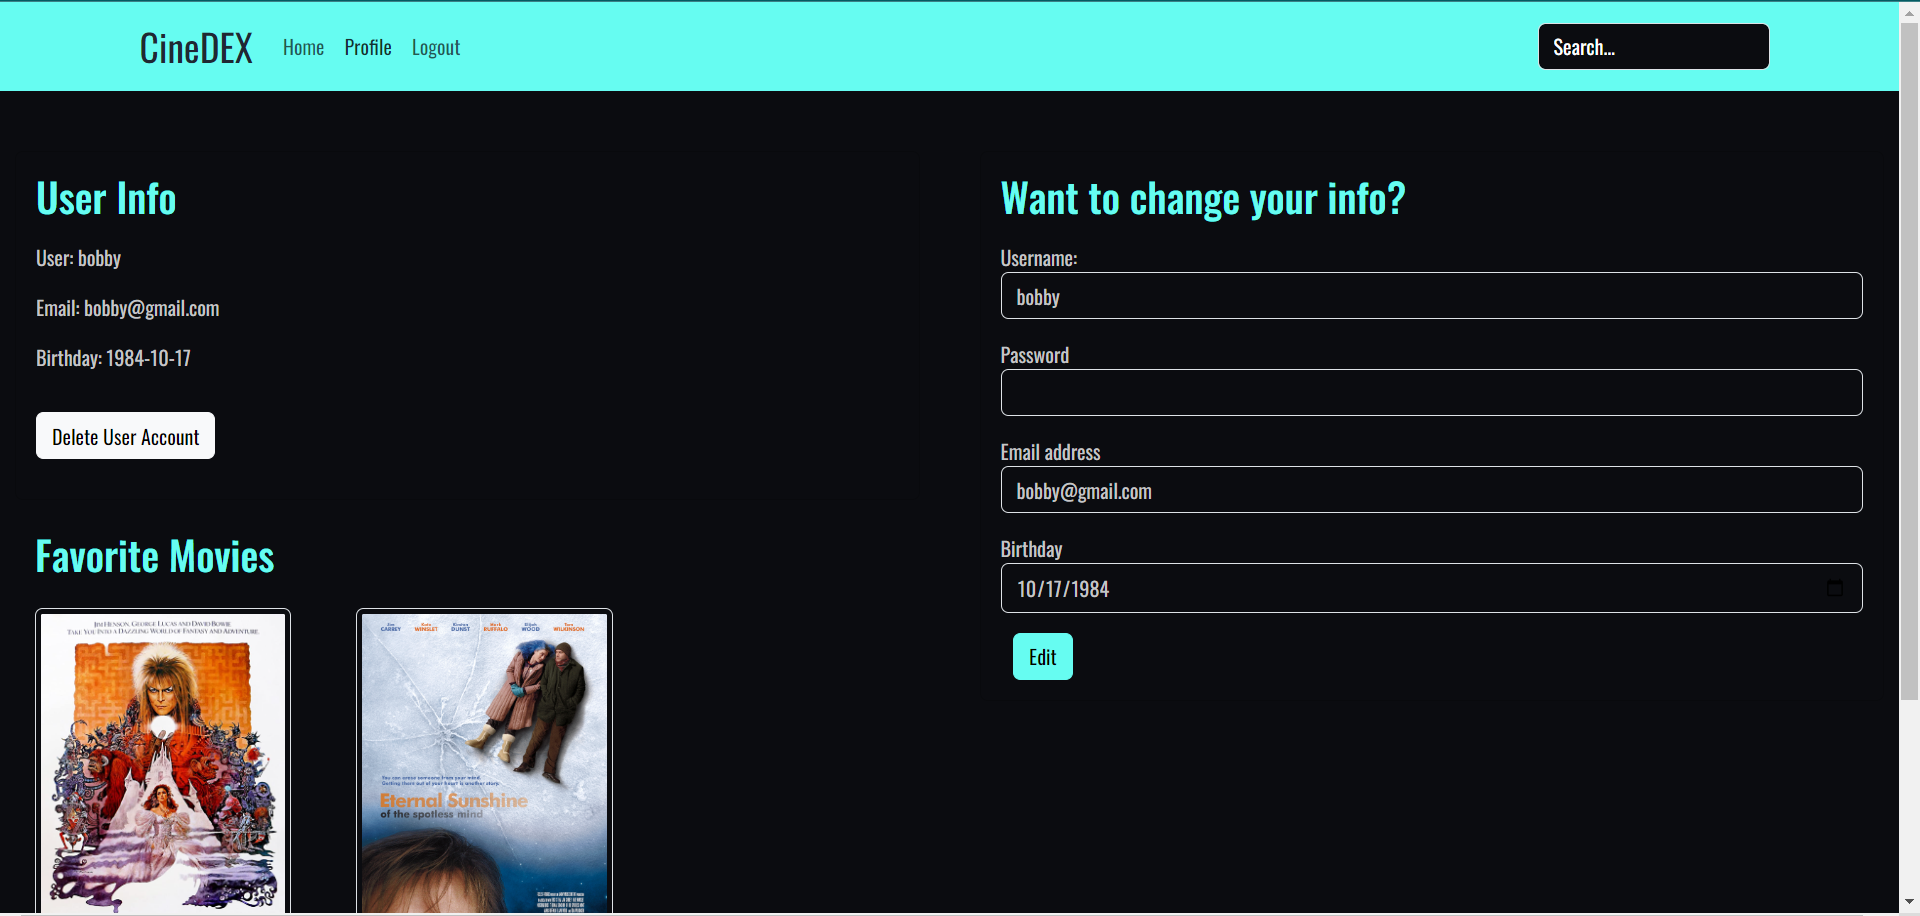 CineDEX Home Profile Logout Search...
User Info
User: bobby
Email: bobby@gmail.com
Birthday: 1984-10-17
Delete User Account
Favorite Movies
JIM HENSON, GEORGE LUCAS AND DAVID BOWIE
TAKE YOU INTO A DAZZLING WORLD OF FANTASY AND ADVENTURE.
Jim CARREY Kate WINSLET Kirsten DUNST Mark RUFFALO Elijah WOOD Tom WILKINSON
You can erase someone from your mind.
Getting them out of your heart is another story.
Eternal Sunshine
of the spotless mind
Want to change your info?
Username:
bobby
Password
Email address
bobby@gmail.com
Birthday
10/17/1984
Edit